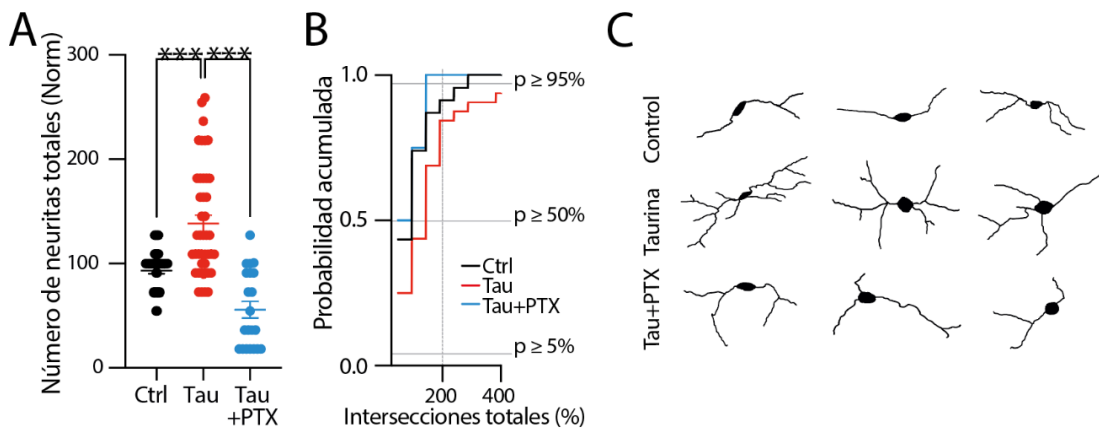 A
Número de neuritas totales (Norm)
300
200
100
0
*** ***
Ctrl
Tau
Tau
+PTX
B
Probabilidad acumulada
1.0
0.5
0.0
p ≥ 95%
p ≥ 50%
p ≥ 5%
Ctrl
Tau
Tau+PTX
200
400
Intersecciones totales (%)
C
Control
Taurina
Tau+PTX